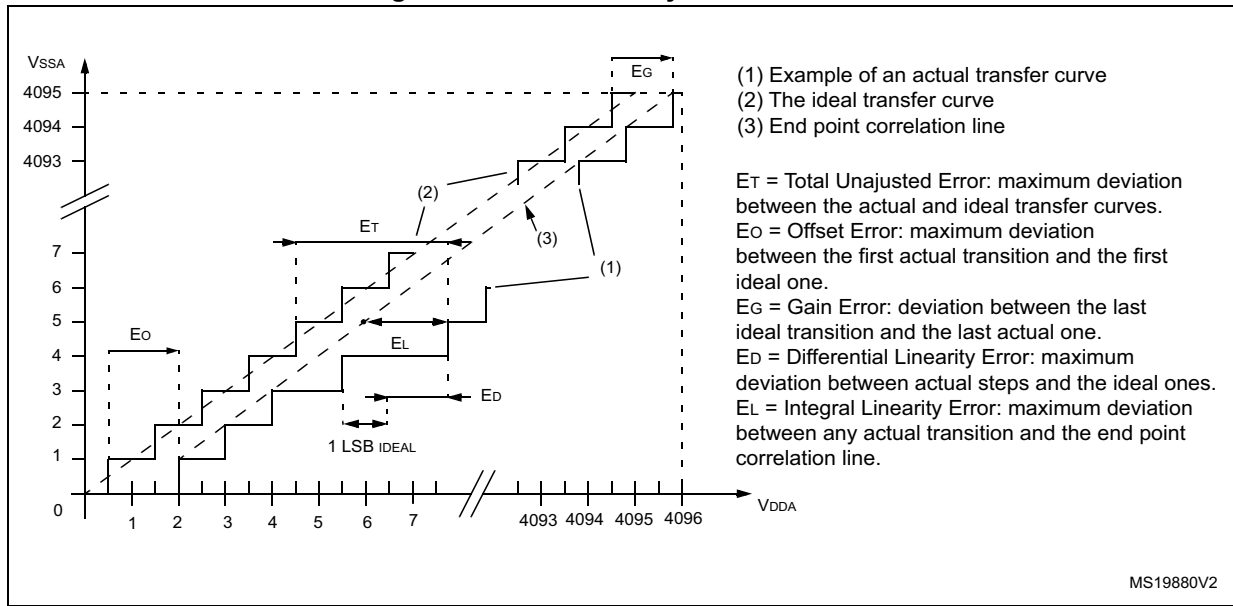 VSSA
EG
4095
4094
4093
(2)
ET
(3)
7
(1)
6
5
EO
EL
4
3
ED
2
1 LSB IDEAL
1
0
1 2 3 4 5 6 7 4093 4094 4095 4096
VDDA
(1) Example of an actual transfer curve
(2) The ideal transfer curve
(3) End point correlation line
ET = Total Unajusted Error: maximum deviation
between the actual and ideal transfer curves.
EO = Offset Error: maximum deviation
between the first actual transition and the first
ideal one.
EG = Gain Error: deviation between the last
ideal transition and the last actual one.
ED = Differential Linearity Error: maximum
deviation between actual steps and the ideal ones.
EL = Integral Linearity Error: maximum deviation
between any actual transition and the end point
correlation line.
MS19880V2